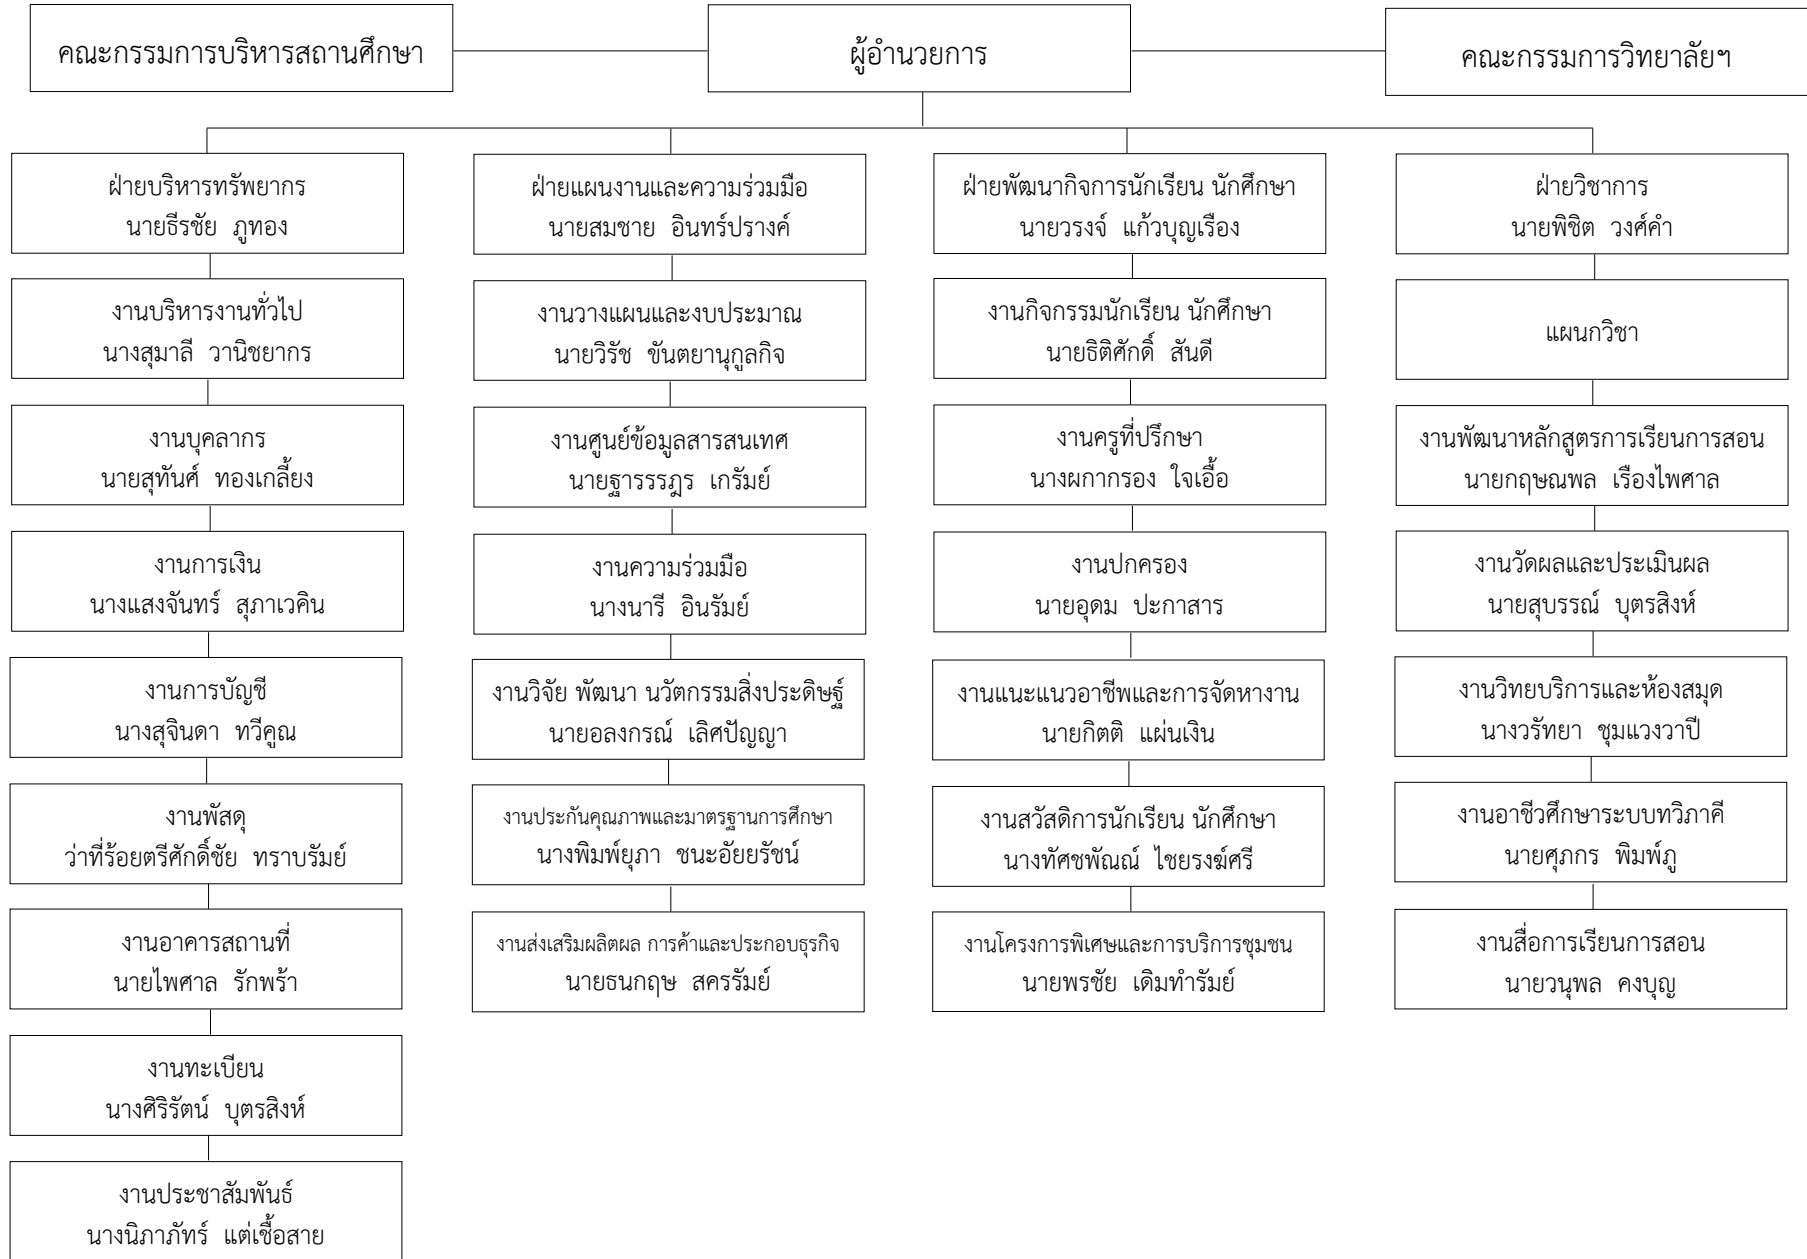 คณะกรรมการบริหารสถานศึกษา
ผู้อำนวยการ
คณะกรรมการวิทยาลัยฯ
ฝ่ายบริหารทรัพยากร
นายธีรชัย ภูทอง
งานบริหารงานทั่วไป
นางสุมาลี วานิชยากร
งานบุคลากร
นายสุทันศ์ ทองเกลี้ยง
งานการเงิน
นางแสงจันทร์ สุภาเวคิน
งานการบัญชี
นางสุจินดา ทวีคูณ
งานพัสดุ
ว่าที่ร้อยตรีศักดิ์ชัย ทราบรัมย์
งานอาคารสถานที่
นายไพศาล รักพร้า
งานทะเบียน
นางศิริรัตน์ บุตรสิงห์
งานประชาสัมพันธ์
นางนิภาภัทร์ แต่เชื้อสาย
ฝ่ายแผนงานและความร่วมมือ
นายสมชาย อินทร์ปรางค์
งานวางแผนและงบประมาณ
นายวิรัช ขันตยานุกูลกิจ
งานศูนย์ข้อมูลสารสนเทศ
นายฐารรรฎร เกรัมย์
งานความร่วมมือ
นางนารี อินรัมย์
งานวิจัย พัฒนา นวัตกรรมสิ่งประดิษฐ์
นายอลงกรณ์ เลิศปัญญา
งานประกันคุณภาพและมาตรฐานการศึกษา
นางพิมพ์ยุภา ชนะอัยยรัชน์
งานส่งเสริมผลิตผล การค้าและประกอบธุรกิจ
นายธนกฤษ สครรัมย์
ฝ่ายพัฒนากิจการนักเรียน นักศึกษา
นายวรงจ์ แก้วบุญเรือง
งานกิจกรรมนักเรียน นักศึกษา
นายธิติศักดิ์ สันดี
งานครูที่ปรึกษา
นางผกากรอง ใจเอื้อ
งานปกครอง
นายอุดม ปะกาสาร
งานแนะแนวอาชีพและการจัดหางาน
นายกิตติ แผ่นเงิน
งานสวัสดิการนักเรียน นักศึกษา
นางทัศชพัณณ์ ไชยรงฆ์ศรี
งานโครงการพิเศษและการบริการชุมชน
นายพรชัย เดิมทำรัมย์
ฝ่ายวิชาการ
นายพิชิต วงศ์คำ
แผนกวิชา
งานพัฒนาหลักสูตรการเรียนการสอน
นายกฤษณพล เรืองไพศาล
งานวัดผลและประเมินผล
นายสุบรรณ์ บุตรสิงห์
งานวิทยบริการและห้องสมุด
นางวรัทยา ชุมแวงวาปี
งานอาชีวศึกษาระบบทวิภาคี
นายศุภกร พิมพ์ภู
งานสื่อการเรียนการสอน
นายวนุพล คงบุญ